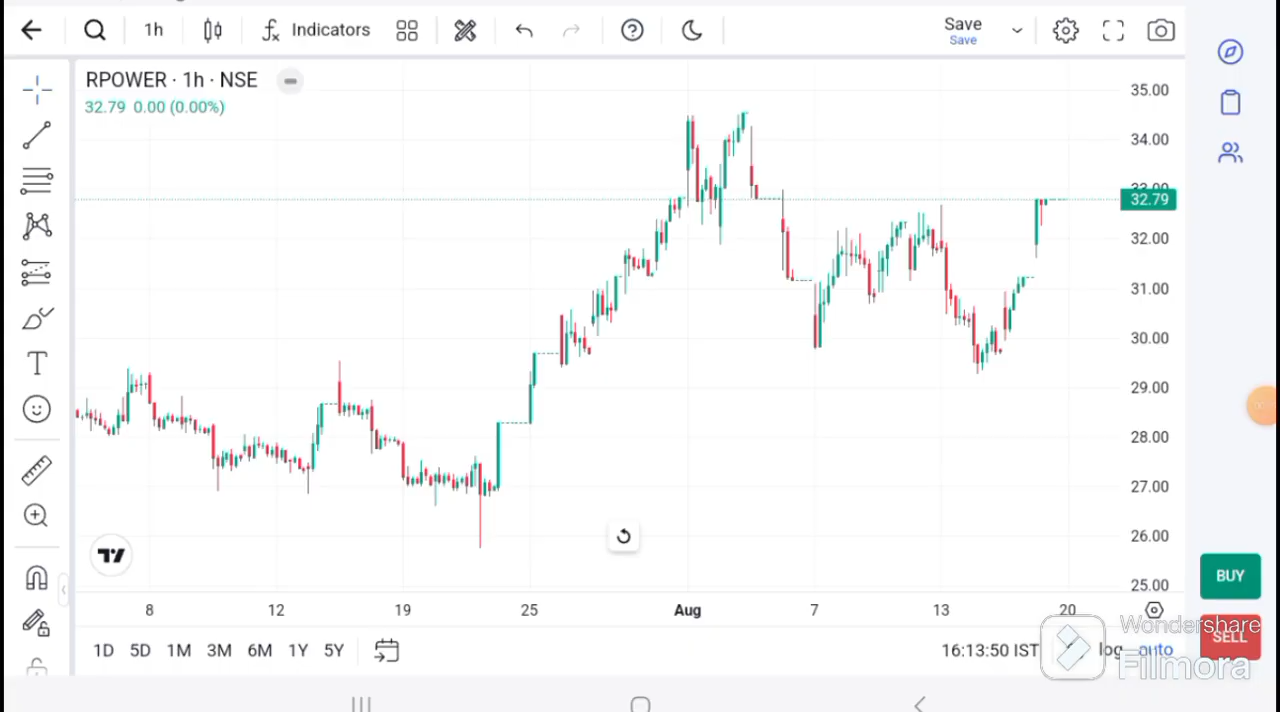 1h
Indicators
Save
Save
RPOWER · 1h · NSE
32.79 0.00 (0.00%)
35.00
34.00
33.00
32.79
32.00
31.00
30.00
29.00
28.00
27.00
26.00
25.00
BUY
SELL
8 12 19 25 Aug 7 13 20
1D 5D 1M 3M 6M 1Y 5Y
16:13:50 IST
log auto
Wondershare
Filmora